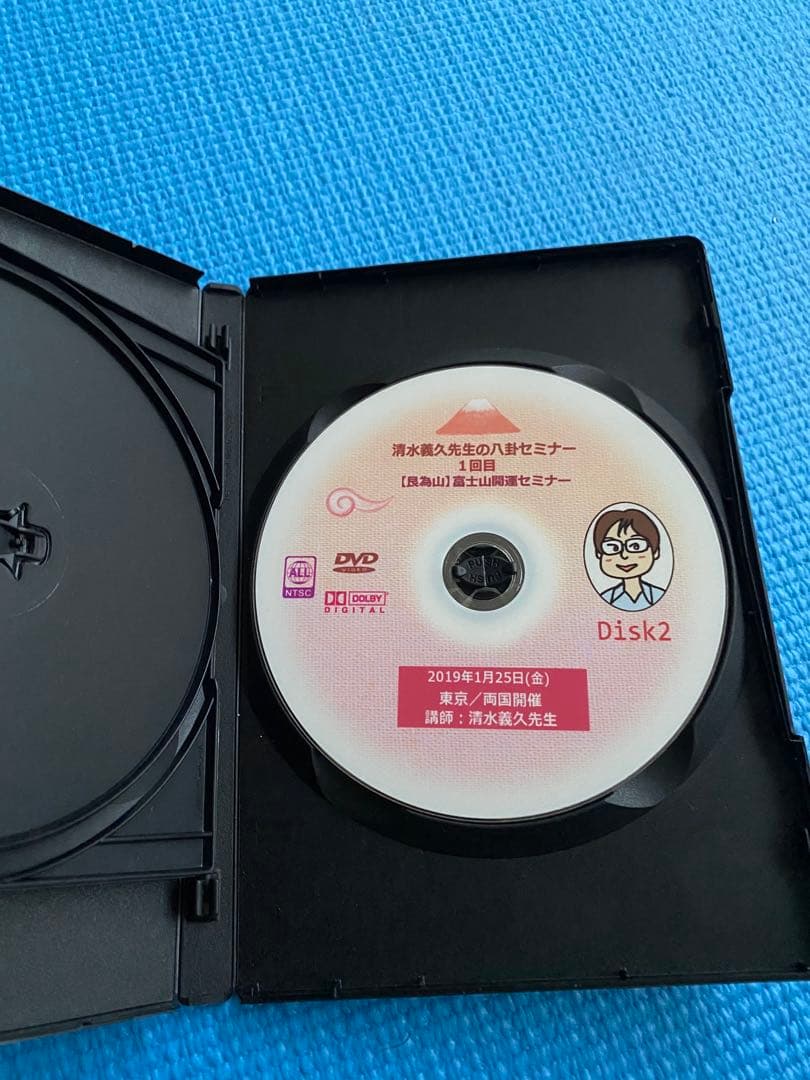 清水義久先生の八卦セミナー
1回目
【艮為山】富士山開運セミナー
ALL
NTSC
DVD
VIDEO
DOLBY
DIGITAL
PUSH
Disk2
2019年1月25日(金)
東京／両国開催
講師：清水義久先生